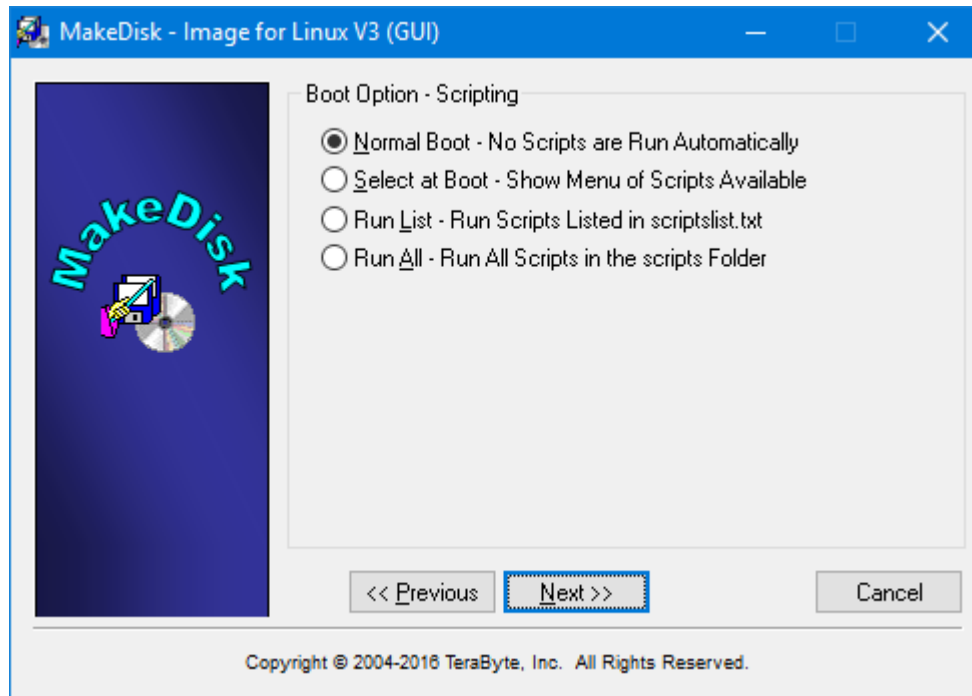 MakeDisk - Image for Linux V3 (GUI)
MakeDisk
Boot Option - Scripting
Normal Boot - No Scripts are Run Automatically
Select at Boot - Show Menu of Scripts Available
Run List - Run Scripts Listed in scriptslist.txt
Run All - Run All Scripts in the scripts Folder
<< Previous
Next >>
Cancel
Copyright © 2004-2016 TeraByte, Inc. All Rights Reserved.